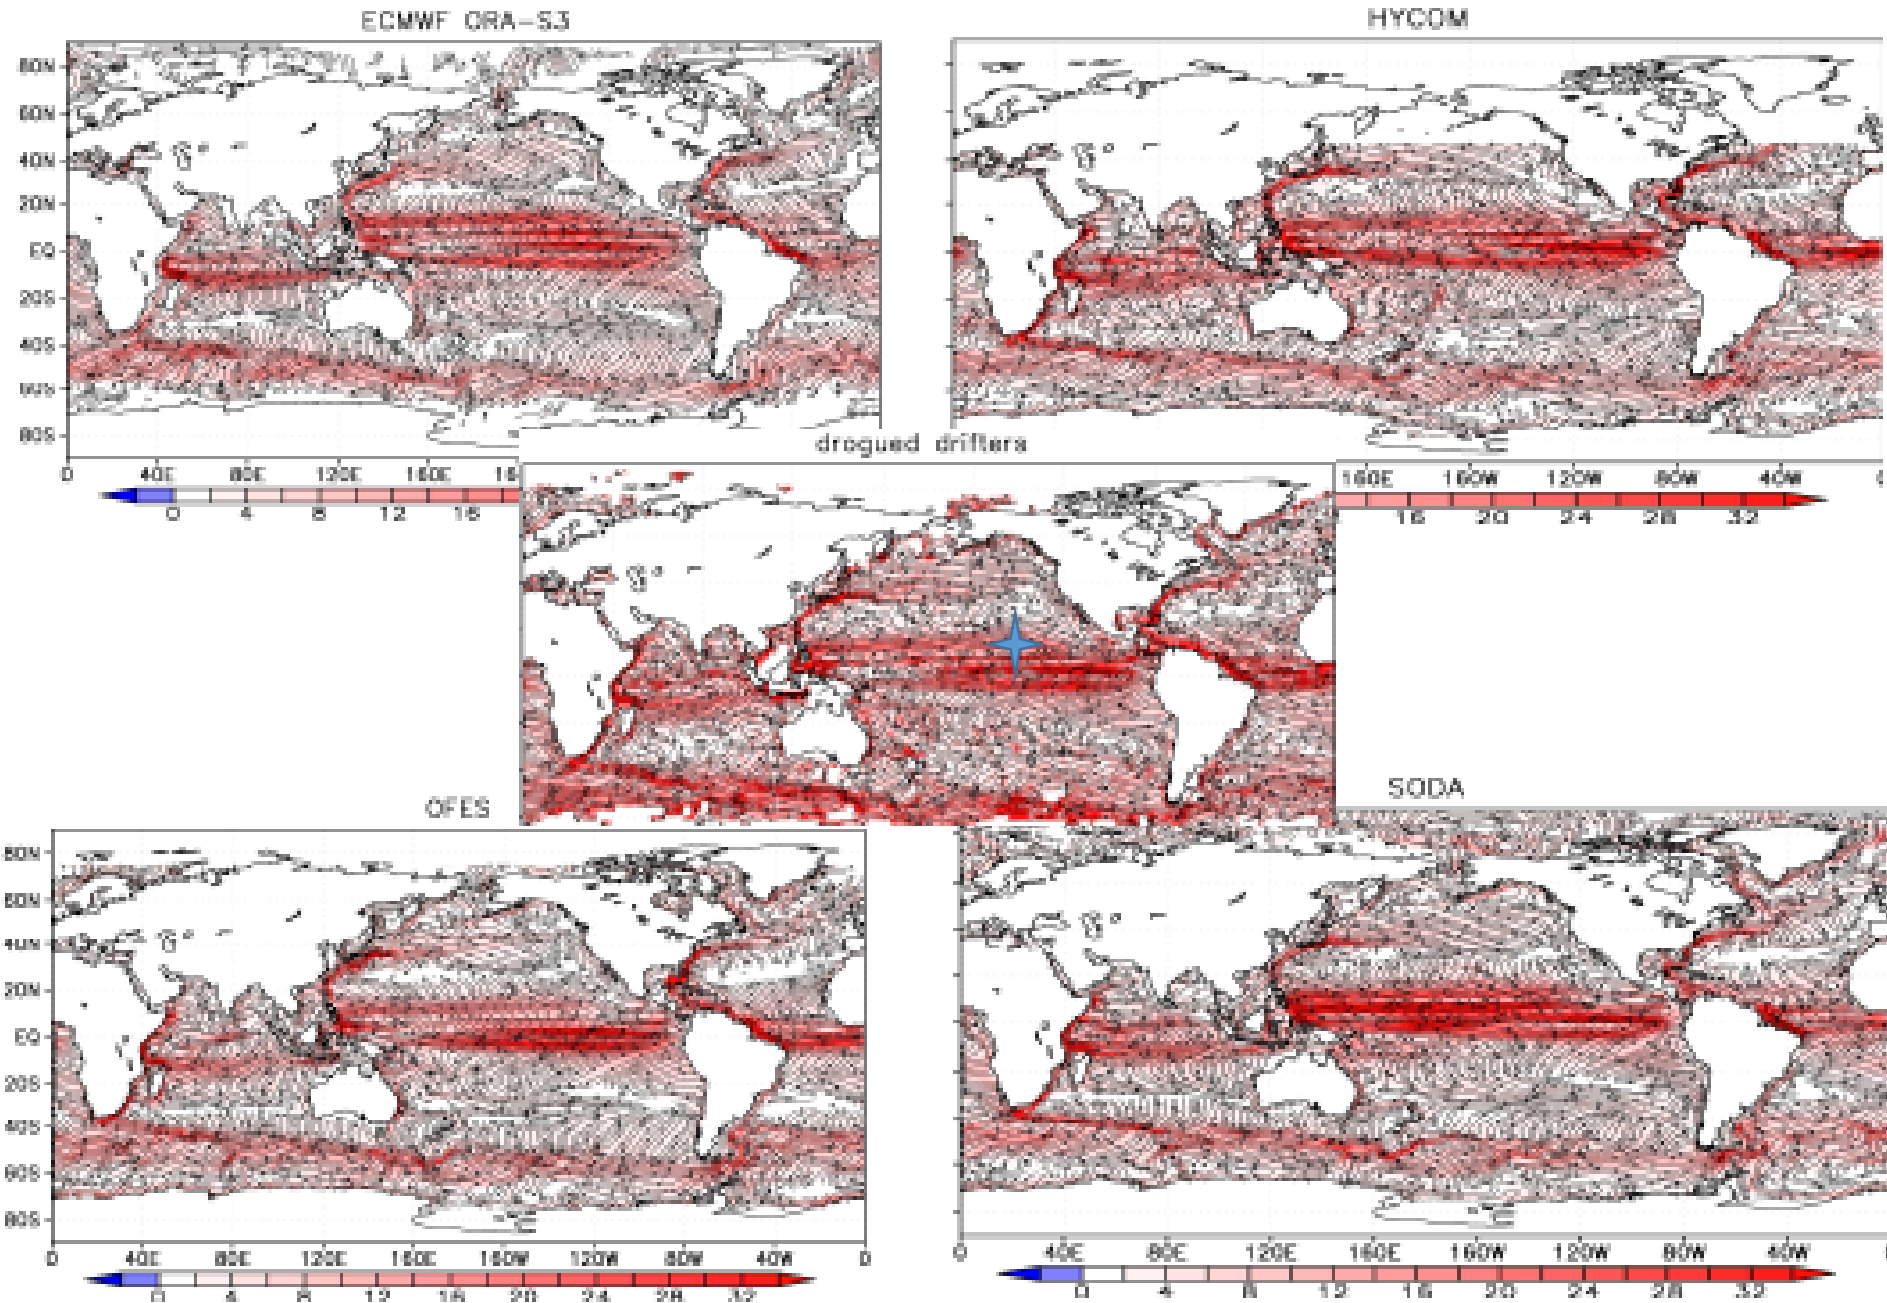 ECMWF ORA-S3
80N
60N
40N
20N
EQ
20S
40S
60S
80S
0 40E 80E 120E 160E
0 4 8 12 16
HYCOM
160E 160W 120W 80W 40W
16 20 24 28 32
drogued drifters
OFES
80N
60N
40N
20N
EQ
20S
40S
60S
80S
0 40E 80E 120E 160E 160W 120W 80W 40W 0
0 4 8 12 16 20 24 28 32
SODA
0 40E 80E 120E 160E 160W 120W 80W 40W
0 4 8 12 16 20 24 28 32